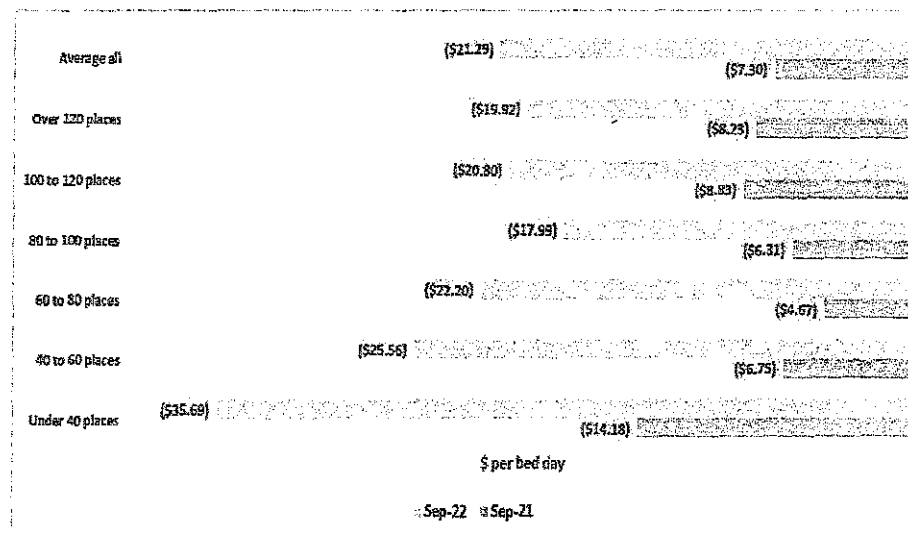 Average all
($21.29)
($7.30)
Over 120 places
($19.92)
($8.23)
100 to 120 places
($20.80)
($8.83)
80 to 100 places
($17.99)
($6.31)
60 to 80 places
($22.20)
($4.67)
40 to 60 places
($25.56)
($6.75)
Under 40 places
($35.69)
($14.18)
$ per bed day
Sep-22 Sep-21